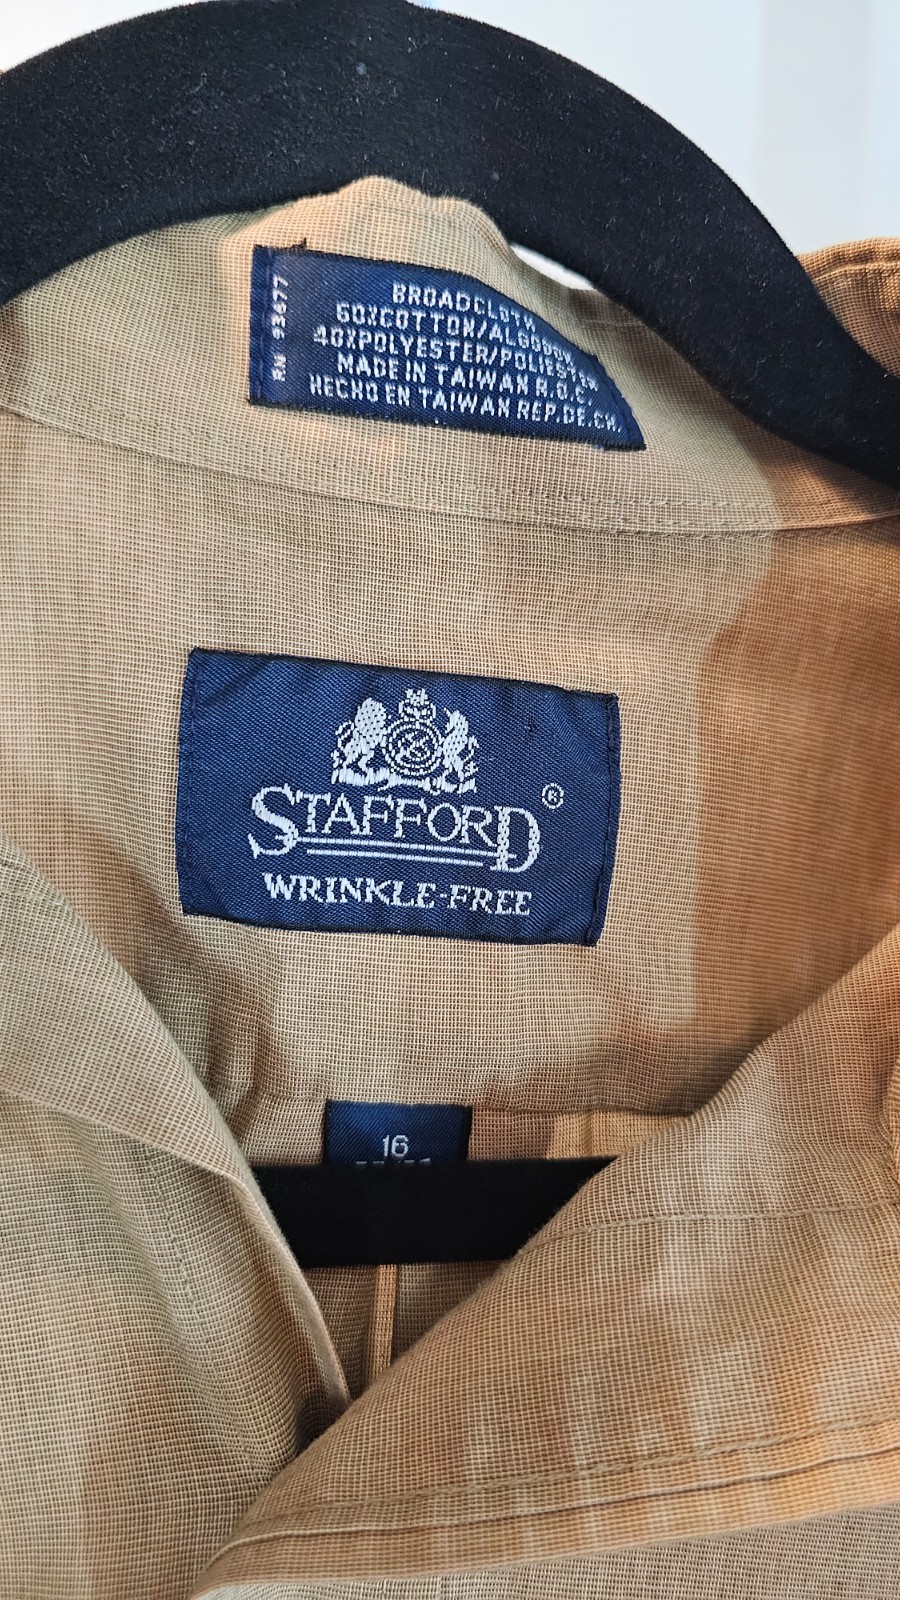 RN 93677
BROADCLOTH
60%COTTON/ALGODON
40%POLYESTER/POLIESTER
MADE IN TAIWAN R.O.C.
HECHO EN TAIWAN REP.DE.CH.
STAFFORD®
WRINKLE-FREE
16